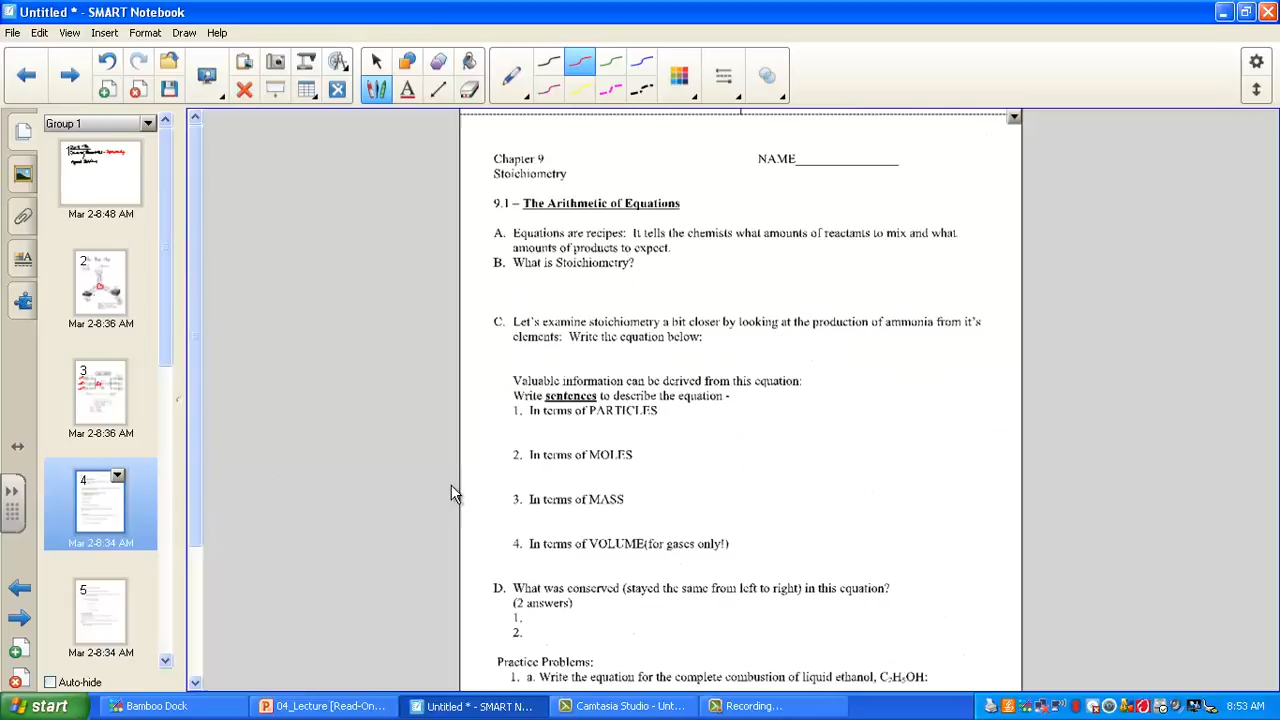 Untitled * - SMART Notebook
File Edit View Insert Format Draw Help
Group 1
Mar 2-8:48 AM
2
Mar 2-8:36 AM
3
Mar 2-8:36 AM
4
Mar 2-8:34 AM
5
Mar 2-8:34 AM
Auto-hide
Chapter 9 NAME_______________
Stoichiometry
9.1 – The Arithmetic of Equations
A. Equations are recipes: It tells the chemists what amounts of reactants to mix and what
amounts of products to expect.
B. What is Stoichiometry?
C. Let's examine stoichiometry a bit closer by looking at the production of ammonia from it's
elements: Write the equation below:
Valuable information can be derived from this equation:
Write sentences to describe the equation -
1. In terms of PARTICLES
2. In terms of MOLES
3. In terms of MASS
4. In terms of VOLUME(for gases only!)
D. What was conserved (stayed the same from left to right) in this equation?
(2 answers)
1.
2.
Practice Problems:
1. a. Write the equation for the complete combustion of liquid ethanol, C₂H₅OH:
start Bamboo Dock 04_Lecture [Read-On... Untitled * - SMART N... Camtasia Studio - Unt... Recording... 8:53 AM